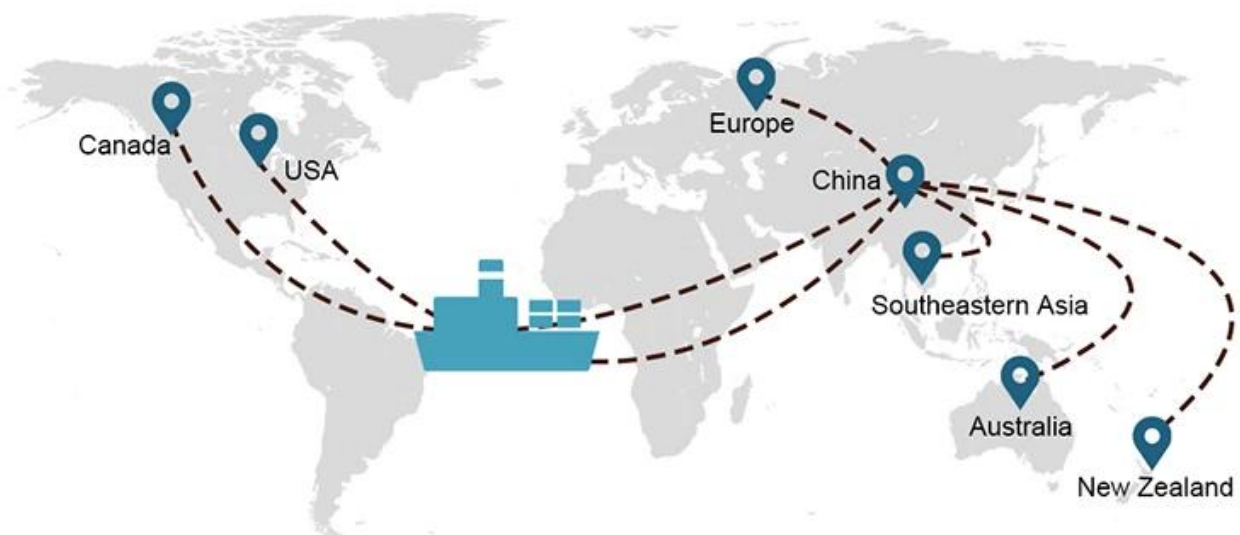 Europe
Canada
USA
China
Southeastern Asia
Australia
New Zealand